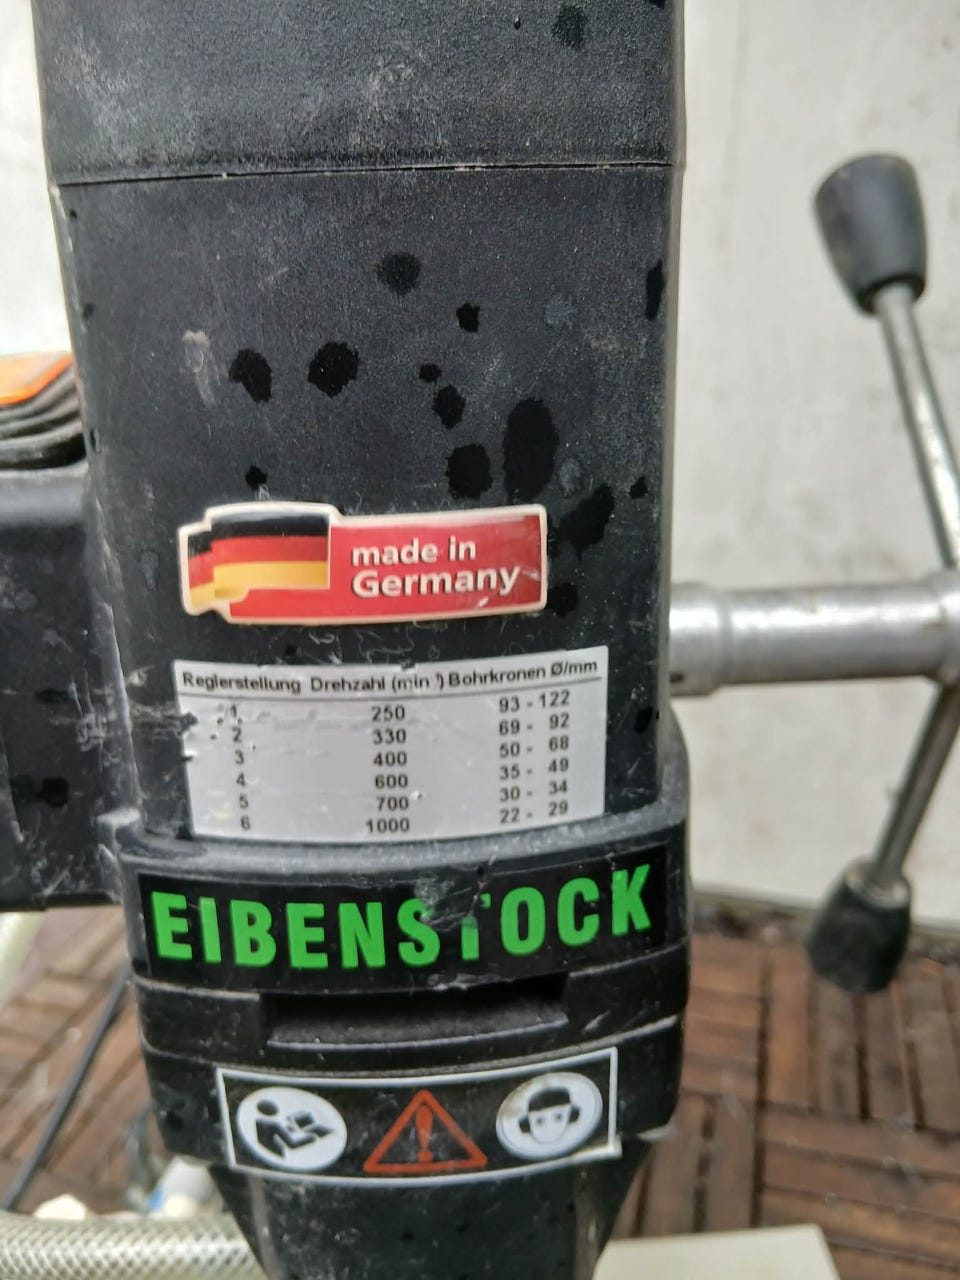 made in
Germany
Reglerstellung Drehzahl (min ¹) Bohrkronen Ø/mm
1 250 93 - 122
2 330 69 - 92
3 400 50 - 68
4 600 35 - 49
5 700 30 - 34
6 1000 22 - 29
EIBENSTOCK